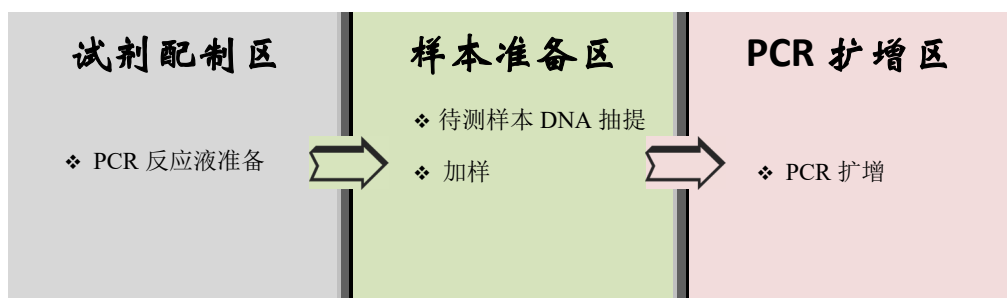 试剂配制区
❖ PCR 反应液准备
样本准备区
❖ 待测样本 DNA 抽提
❖ 加样
PCR 扩增区
❖ PCR 扩增